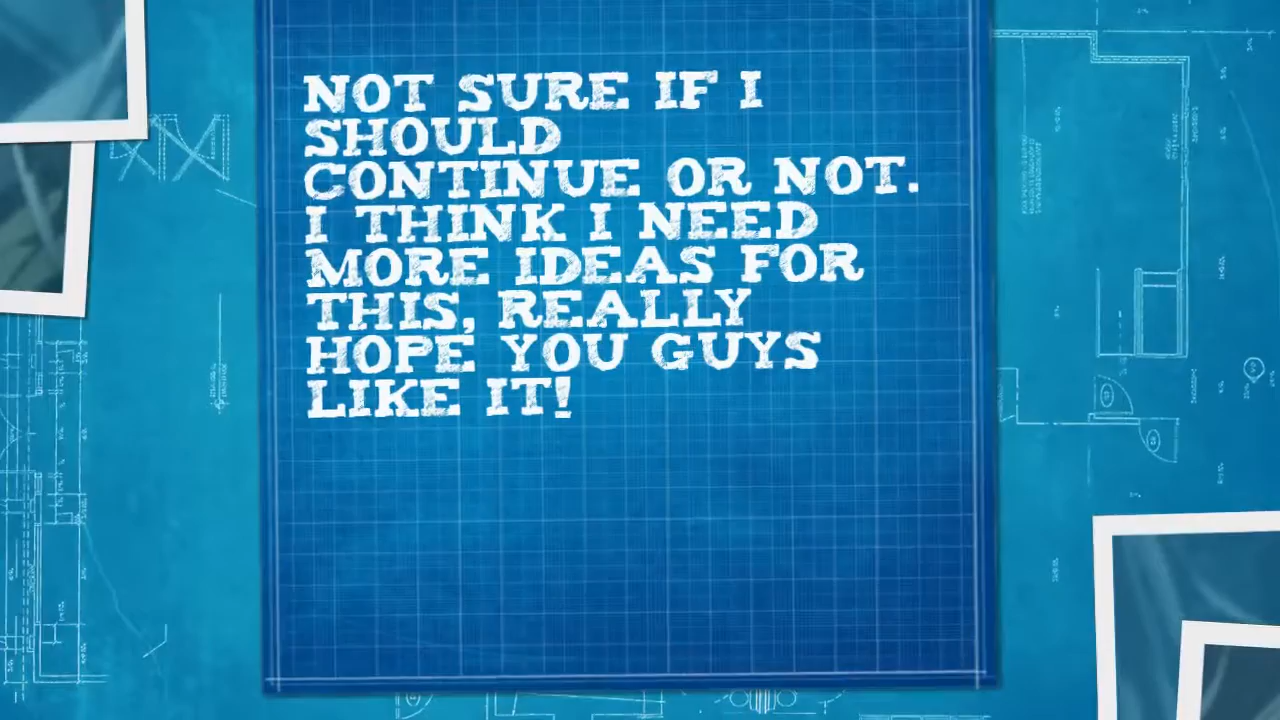 NOT SURE IF I
SHOULD
CONTINUE OR NOT.
I THINK I NEED
MORE IDEAS FOR
THIS, REALLY
HOPE YOU GUYS
LIKE IT!